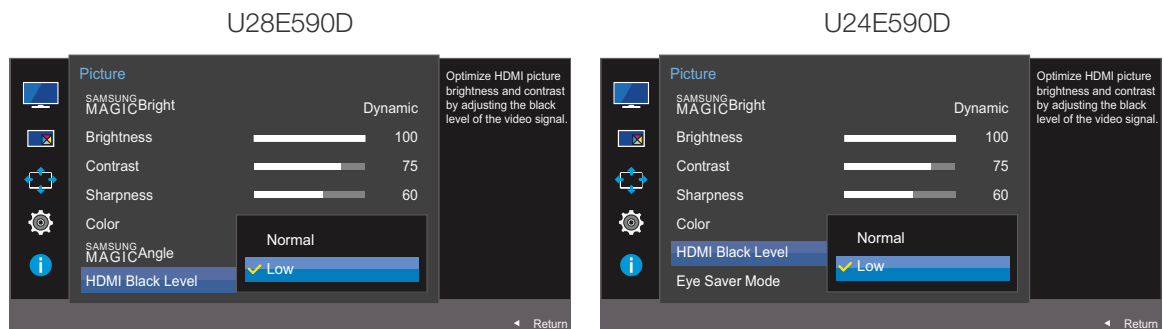 U28E590D
Picture
SAMSUNG
MAGICBright Dynamic
Brightness 100
Contrast 75
Sharpness 60
Color
SAMSUNG
MAGICAngle
HDMI Black Level
Normal
Low
Optimize HDMI picture
brightness and contrast
by adjusting the black
level of the video signal.
Return
U24E590D
Picture
SAMSUNG
MAGICBright Dynamic
Brightness 100
Contrast 75
Sharpness 60
Color
HDMI Black Level
Eye Saver Mode
Normal
Low
Optimize HDMI picture
brightness and contrast
by adjusting the black
level of the video signal.
Return